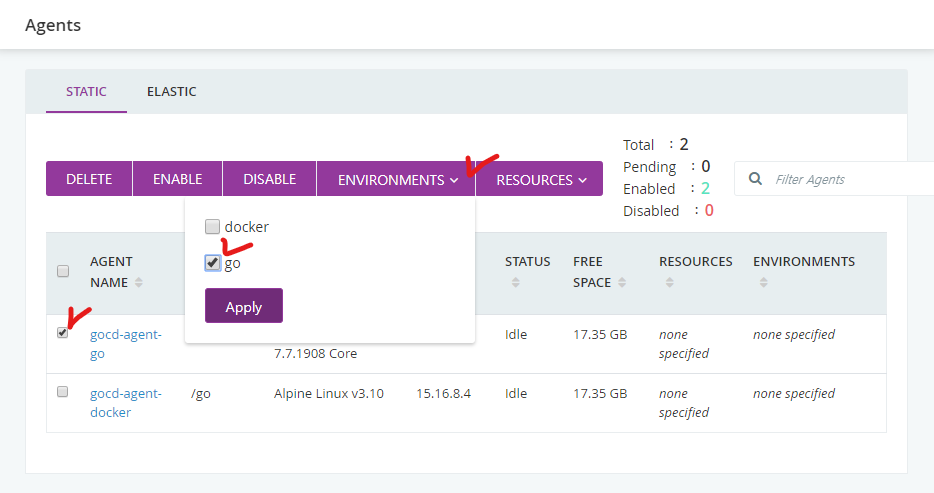 Agents
STATIC ELASTIC
Total : 2
Pending : 0
Enabled : 2
Disabled : 0
DELETE ENABLE DISABLE ENVIRONMENTS RESOURCES
Filter Agents
docker
go
Apply
AGENT NAME STATUS FREE SPACE RESOURCES ENVIRONMENTS
gocd-agent-go 7.7.1908 Core Idle 17.35 GB none specified none specified
gocd-agent-docker /go Alpine Linux v3.10 15.16.8.4 Idle 17.35 GB none specified none specified